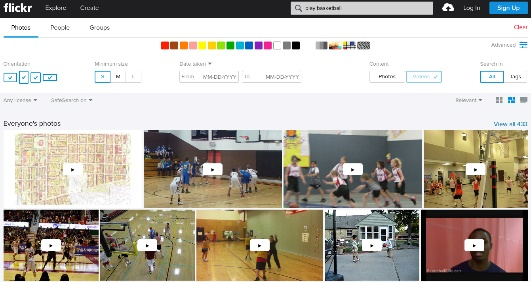 flickr Explore Create play basketball Log In Sign Up
Photos People Groups Clear
Advanced
Orientation Minimum size Date taken Content Search in
S M L From MM-DD-YYYY To MM-DD-YYYY Photos Videos All Tags
Any license SafeSearch on Relevant
Everyone's photos View all 433